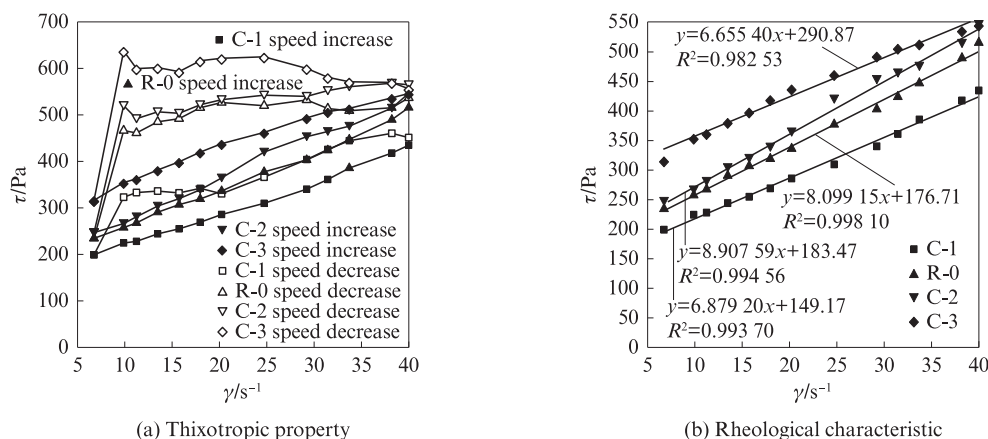 700
600
500
400
300
200
100
0
τ/Pa
C-1 speed increase
R-0 speed increase
C-2 speed increase
C-3 speed increase
C-1 speed decrease
R-0 speed decrease
C-2 speed decrease
C-3 speed decrease
5 10 15 20 25 30 35 40
γ/s⁻¹
(a) Thixotropic property
550
500
450
400
350
300
250
200
150
100
50
0
τ/Pa
y=6.655 40x+290.87
R²=0.982 53
y=8.099 15x+176.71
R²=0.998 10
y=8.907 59x+183.47
R²=0.994 56
y=6.879 20x+149.17
R²=0.993 70
C-1
R-0
C-2
C-3
5 10 15 20 25 30 35 40
γ/s⁻¹
(b) Rheological characteristic